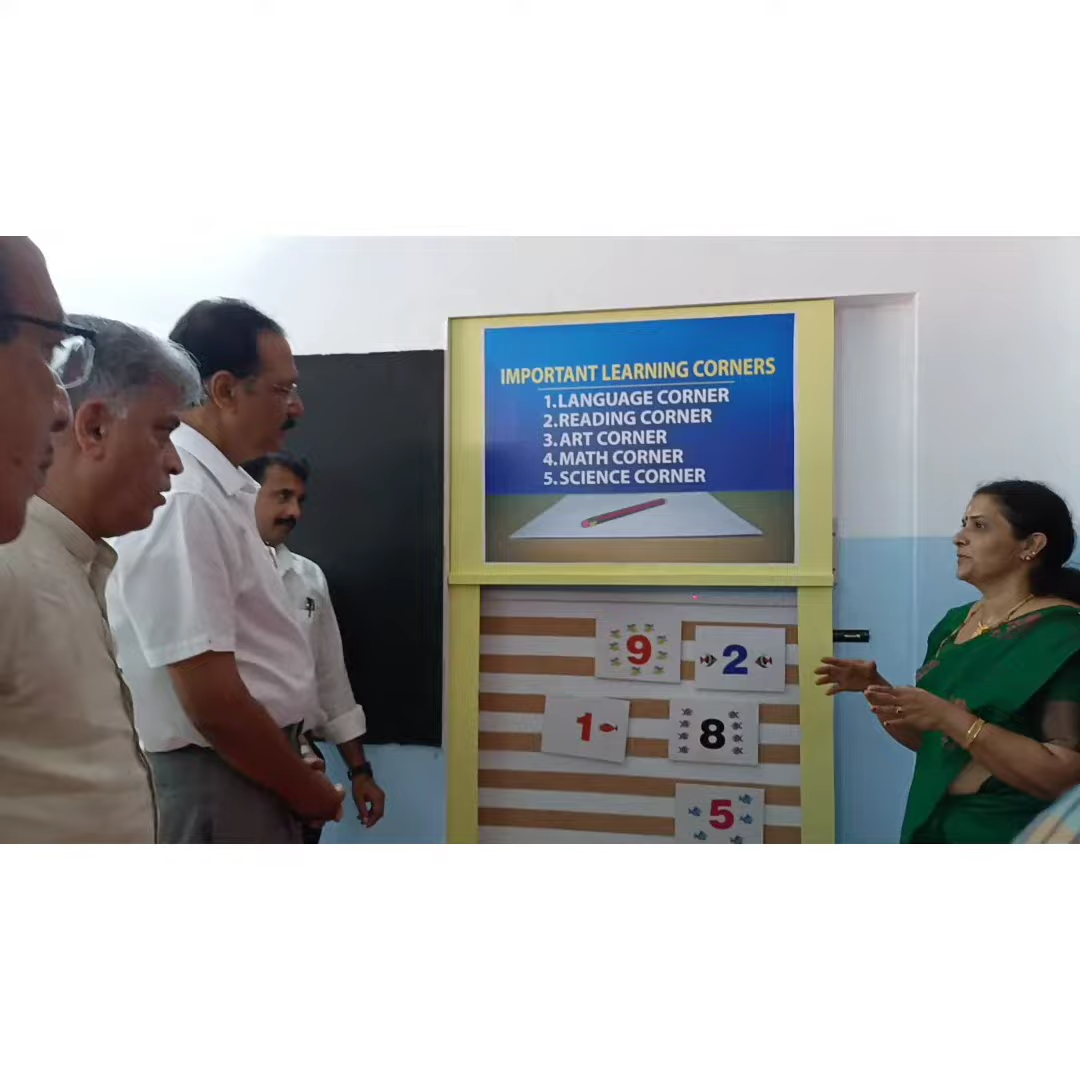 IMPORTANT LEARNING CORNERS
1.LANGUAGE CORNER
2.READING CORNER
3.ART CORNER
4.MATH CORNER
5.SCIENCE CORNER
9
2
1
8
5